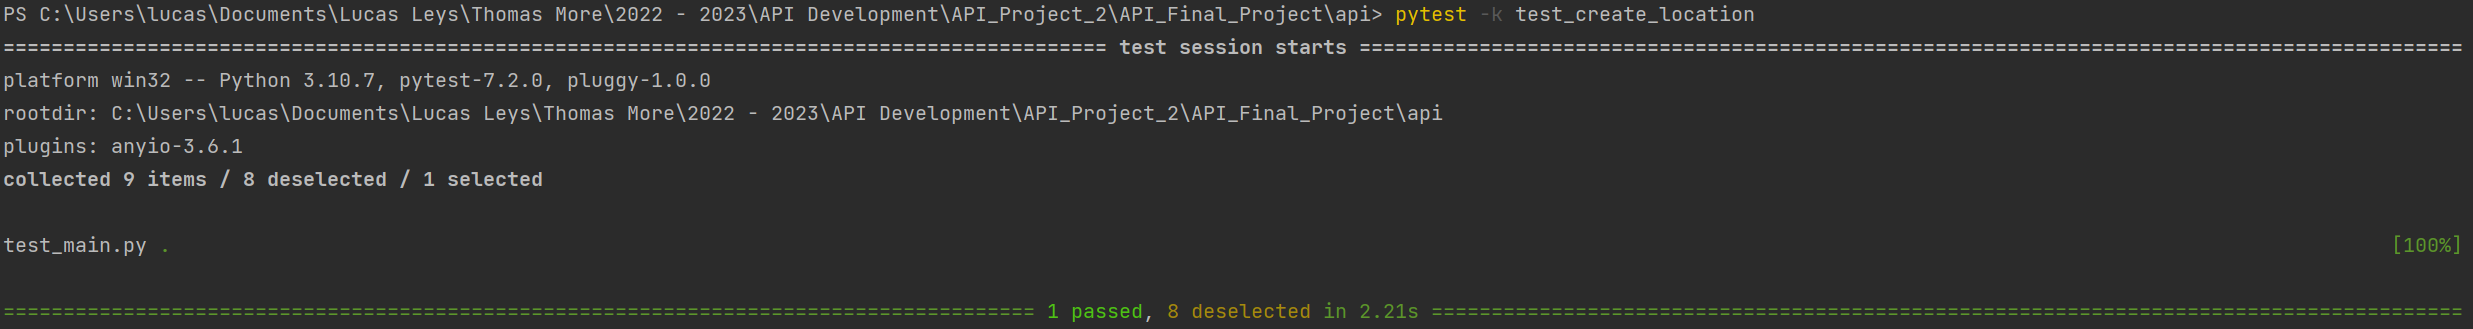 PS C:\Users\lucas\Documents\Lucas Leys\Thomas More\2022 - 2023\API Development\API_Project_2\API_Final_Project\api> pytest -k test_create_location
============================================================================================ test session starts ============================================================================================
platform win32 -- Python 3.10.7, pytest-7.2.0, pluggy-1.0.0
rootdir: C:\Users\lucas\Documents\Lucas Leys\Thomas More\2022 - 2023\API Development\API_Project_2\API_Final_Project\api
plugins: anyio-3.6.1
collected 9 items / 8 deselected / 1 selected
test_main.py . [100%]
====================================================================================== 1 passed, 8 deselected in 2.21s ======================================================================================